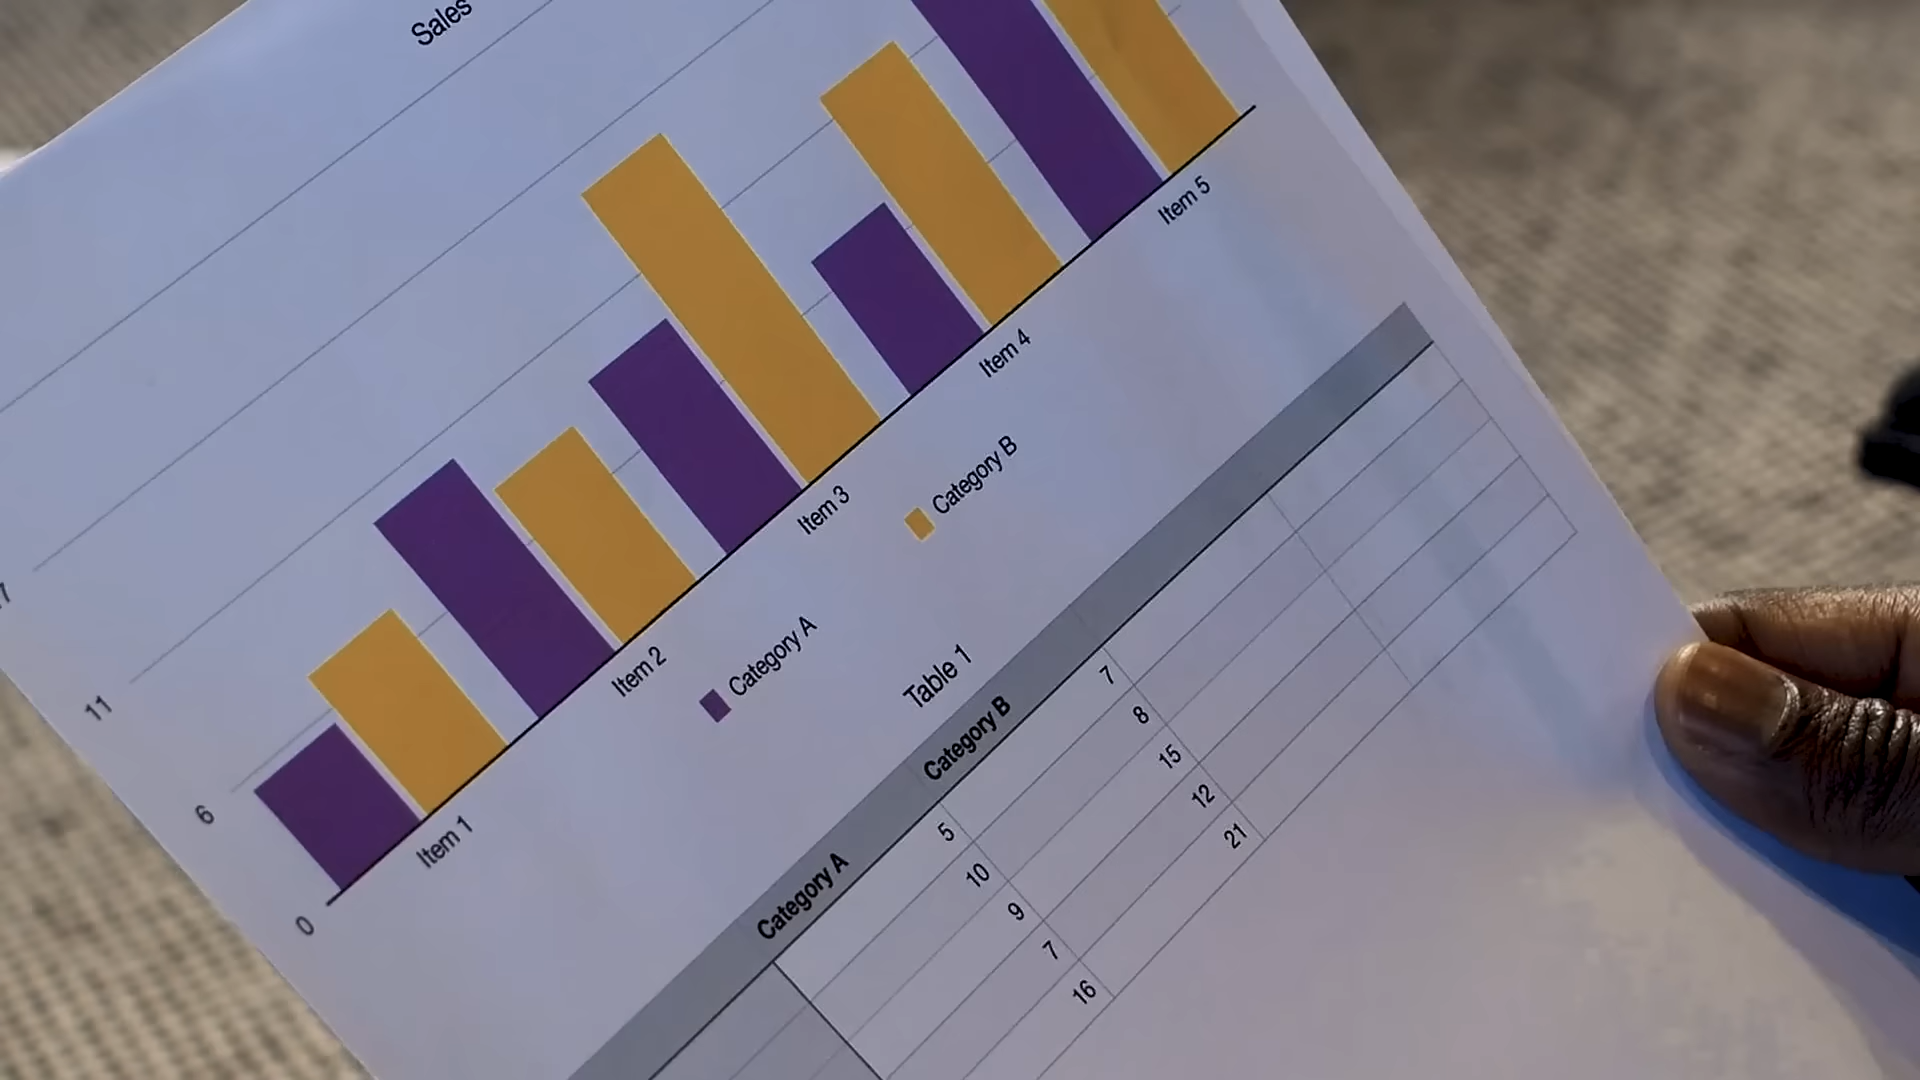 Sales
11
6
0
Item 1
Item 2
Item 3
Item 4
Item 5
Category A
Category B
Table 1
Category A Category B
5 7
10 8
9 15
7 12
16 21